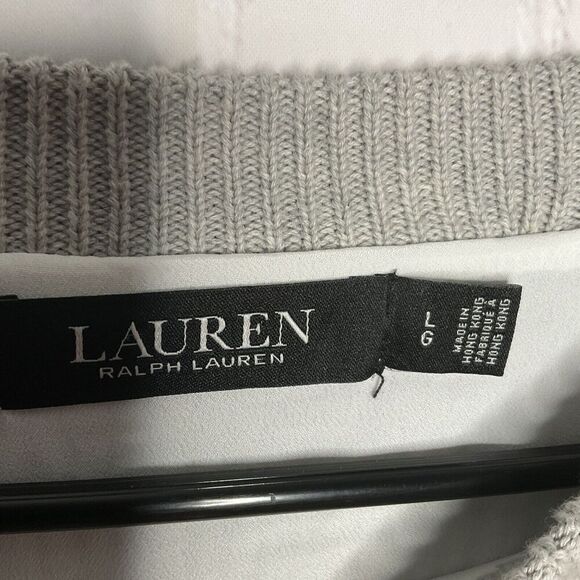 LAUREN
RALPH LAUREN
L
G
MADE IN
HONG KONG
FABRIQUÉ À
HONG KONG